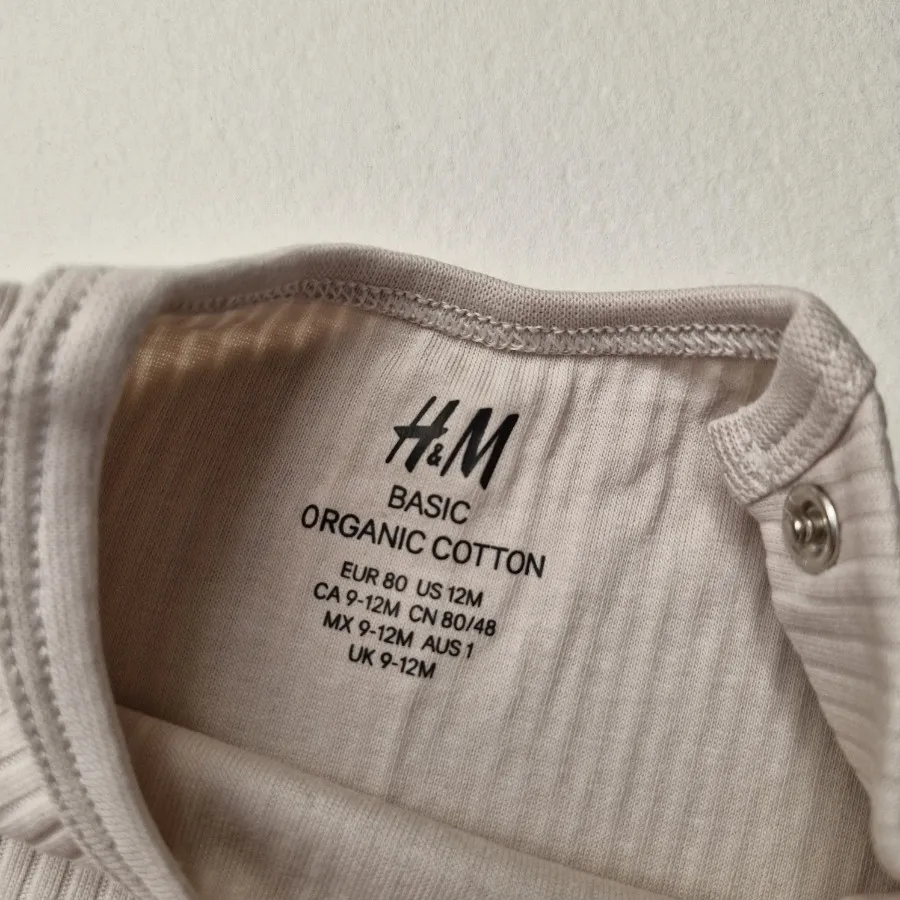 H&M
BASIC
ORGANIC COTTON
EUR 80 US 12M
CA 9-12M CN 80/48
MX 9-12M AUS 1
UK 9-12M